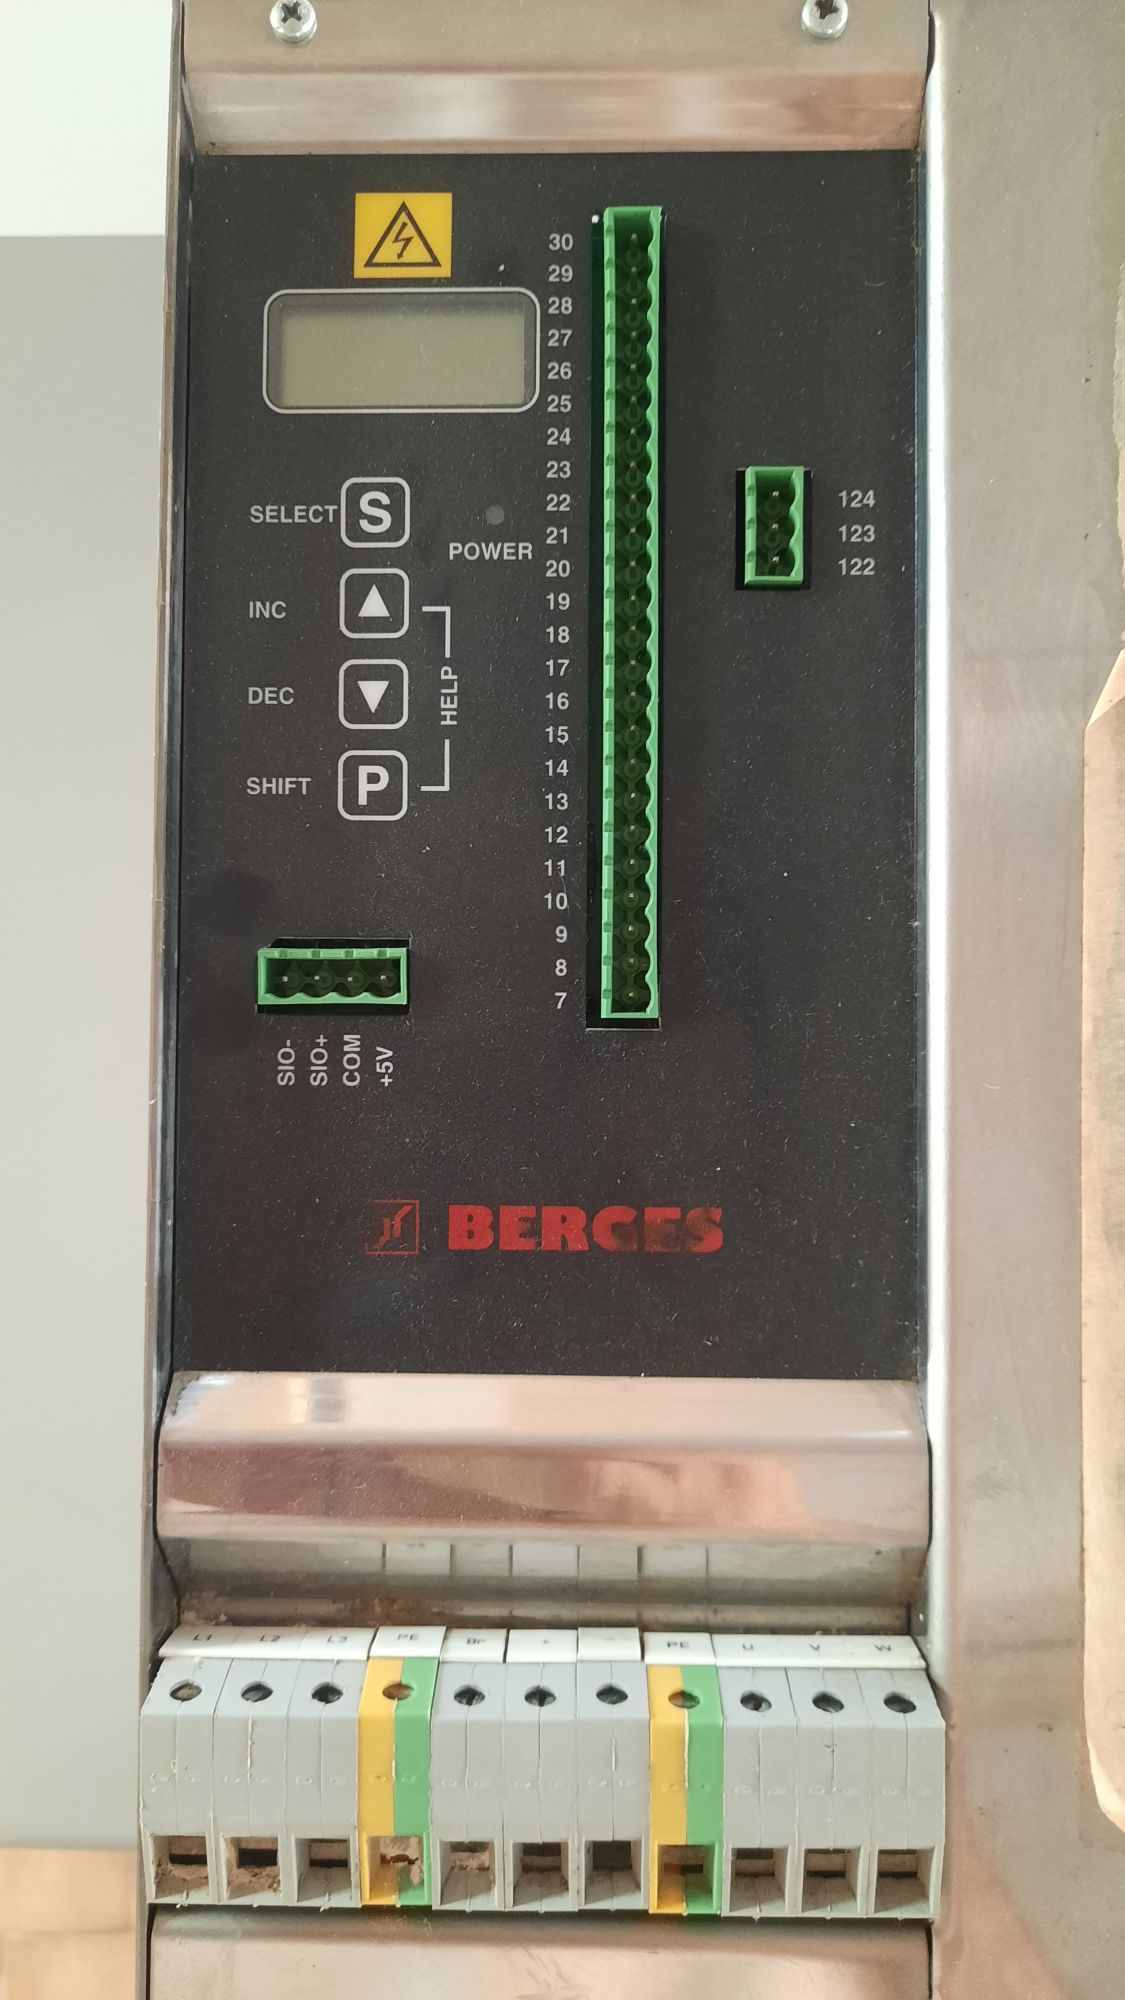 30
29
28
27
26
25
24
23
22
21
20
19
18
17
16
15
14
13
12
11
10
9
8
7
124
123
122
SELECT S
POWER
INC
DEC
HELP
SHIFT P
SIO-
SIO+
COM
+5V
BERGES
L1 L2 L3 PE Br + - PE U V W